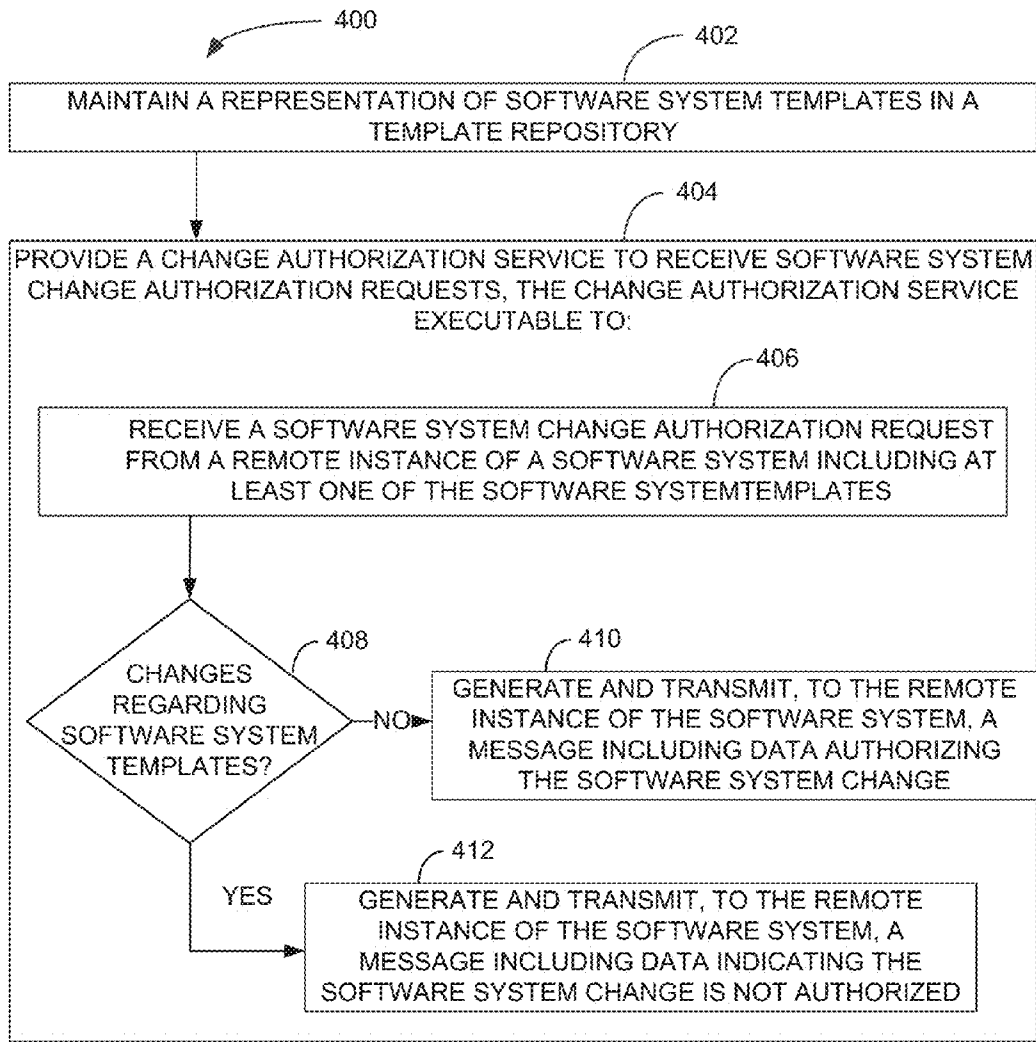 400
402
MAINTAIN A REPRESENTATION OF SOFTWARE SYSTEM TEMPLATES IN A
TEMPLATE REPOSITORY
404
PROVIDE A CHANGE AUTHORIZATION SERVICE TO RECEIVE SOFTWARE SYSTEM
CHANGE AUTHORIZATION REQUESTS, THE CHANGE AUTHORIZATION SERVICE
EXECUTABLE TO:
406
RECEIVE A SOFTWARE SYSTEM CHANGE AUTHORIZATION REQUEST
FROM A REMOTE INSTANCE OF A SOFTWARE SYSTEM INCLUDING AT
LEAST ONE OF THE SOFTWARE SYSTEMTEMPLATES
408
CHANGES
REGARDING
SOFTWARE SYSTEM
TEMPLATES?
NO
410
GENERATE AND TRANSMIT, TO THE REMOTE
INSTANCE OF THE SOFTWARE SYSTEM, A
MESSAGE INCLUDING DATA AUTHORIZING
THE SOFTWARE SYSTEM CHANGE
YES
412
GENERATE AND TRANSMIT, TO THE REMOTE
INSTANCE OF THE SOFTWARE SYSTEM, A
MESSAGE INCLUDING DATA INDICATING THE
SOFTWARE SYSTEM CHANGE IS NOT AUTHORIZED